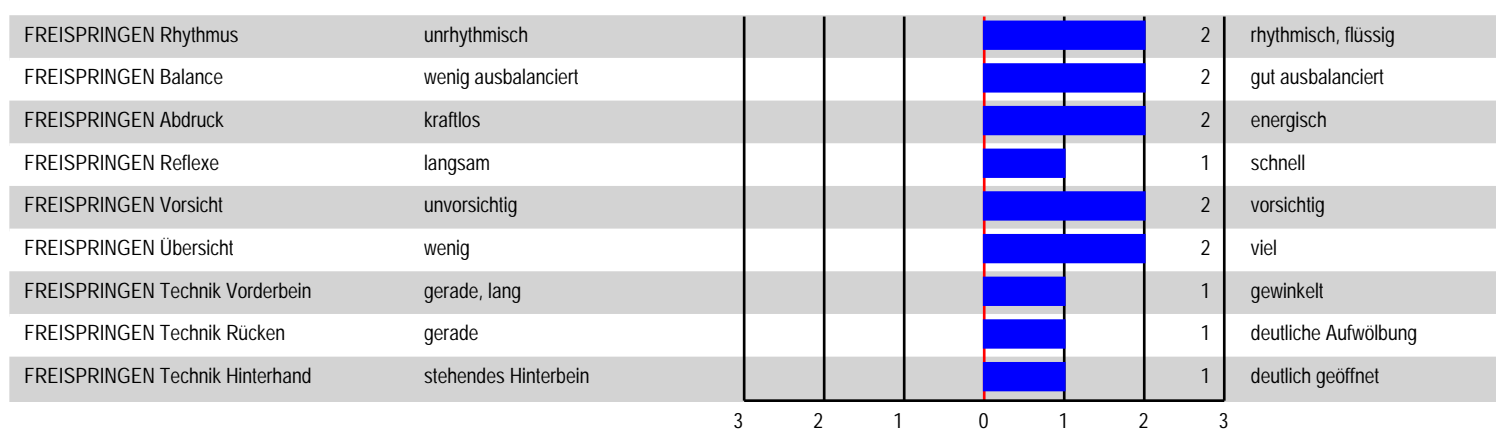 FREISPRINGEN Rhythmus unrhythmisch 2 rhythmisch, flüssig
FREISPRINGEN Balance wenig ausbalanciert 2 gut ausbalanciert
FREISPRINGEN Abdruck kraftlos 2 energisch
FREISPRINGEN Reflexe langsam 1 schnell
FREISPRINGEN Vorsicht unvorsichtig 2 vorsichtig
FREISPRINGEN Übersicht wenig 2 viel
FREISPRINGEN Technik Vorderbein gerade, lang 1 gewinkelt
FREISPRINGEN Technik Rücken gerade 1 deutliche Aufwölbung
FREISPRINGEN Technik Hinterhand stehendes Hinterbein 1 deutlich geöffnet
3 2 1 0 1 2 3